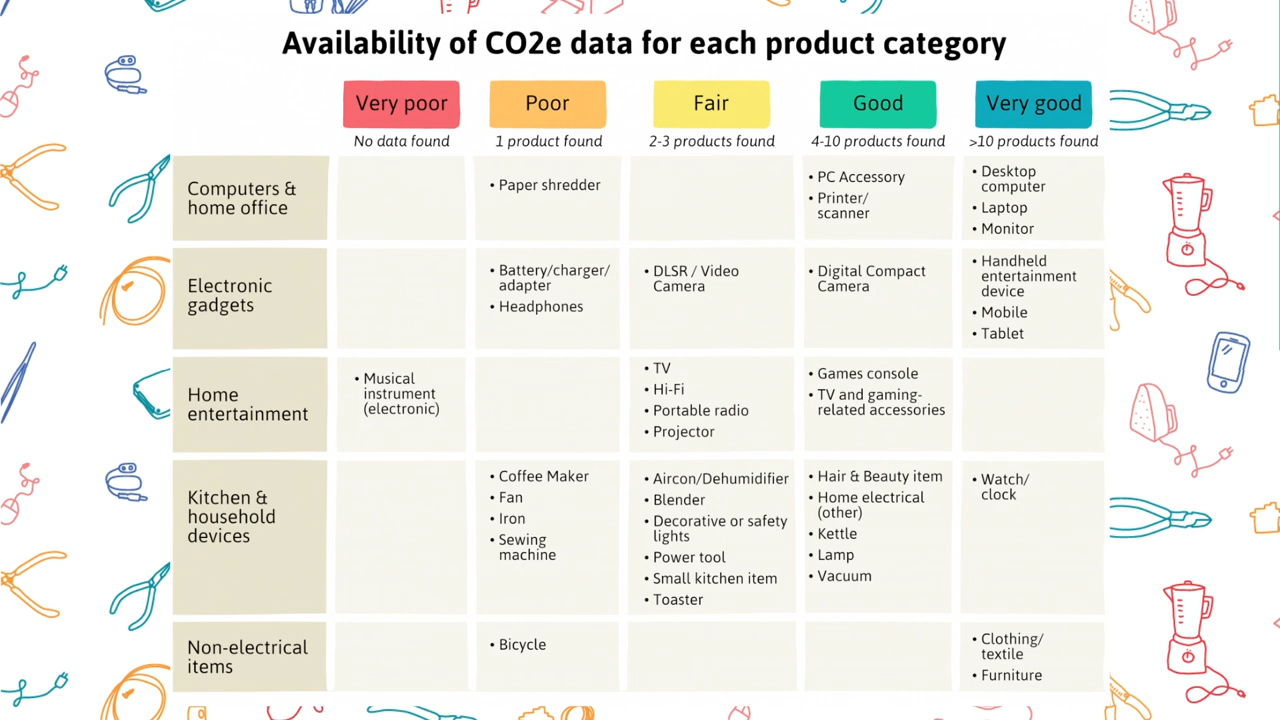 Availability of CO2e data for each product category
Very poor
Poor
Fair
Good
Very good
No data found
1 product found
2-3 products found
4-10 products found
>10 products found
Computers &
home office
• Paper shredder
• PC Accessory
• Printer/
scanner
• Desktop
computer
• Laptop
• Monitor
Electronic
gadgets
• Battery/charger/
adapter
• Headphones
• DLSR / Video
Camera
• Digital Compact
Camera
• Handheld
entertainment
device
• Mobile
• Tablet
Home
entertainment
• Musical
instrument
(electronic)
• TV
• Hi-Fi
• Portable radio
• Projector
• Games console
• TV and gaming-
related accessories
Kitchen &
household
devices
• Coffee Maker
• Fan
• Iron
• Sewing
machine
• Aircon/Dehumidifier
• Blender
• Decorative or safety
lights
• Power tool
• Small kitchen item
• Toaster
• Hair & Beauty item
• Home electrical
(other)
• Kettle
• Lamp
• Vacuum
• Watch/
clock
Non-electrical
items
• Bicycle
• Clothing/
textile
• Furniture